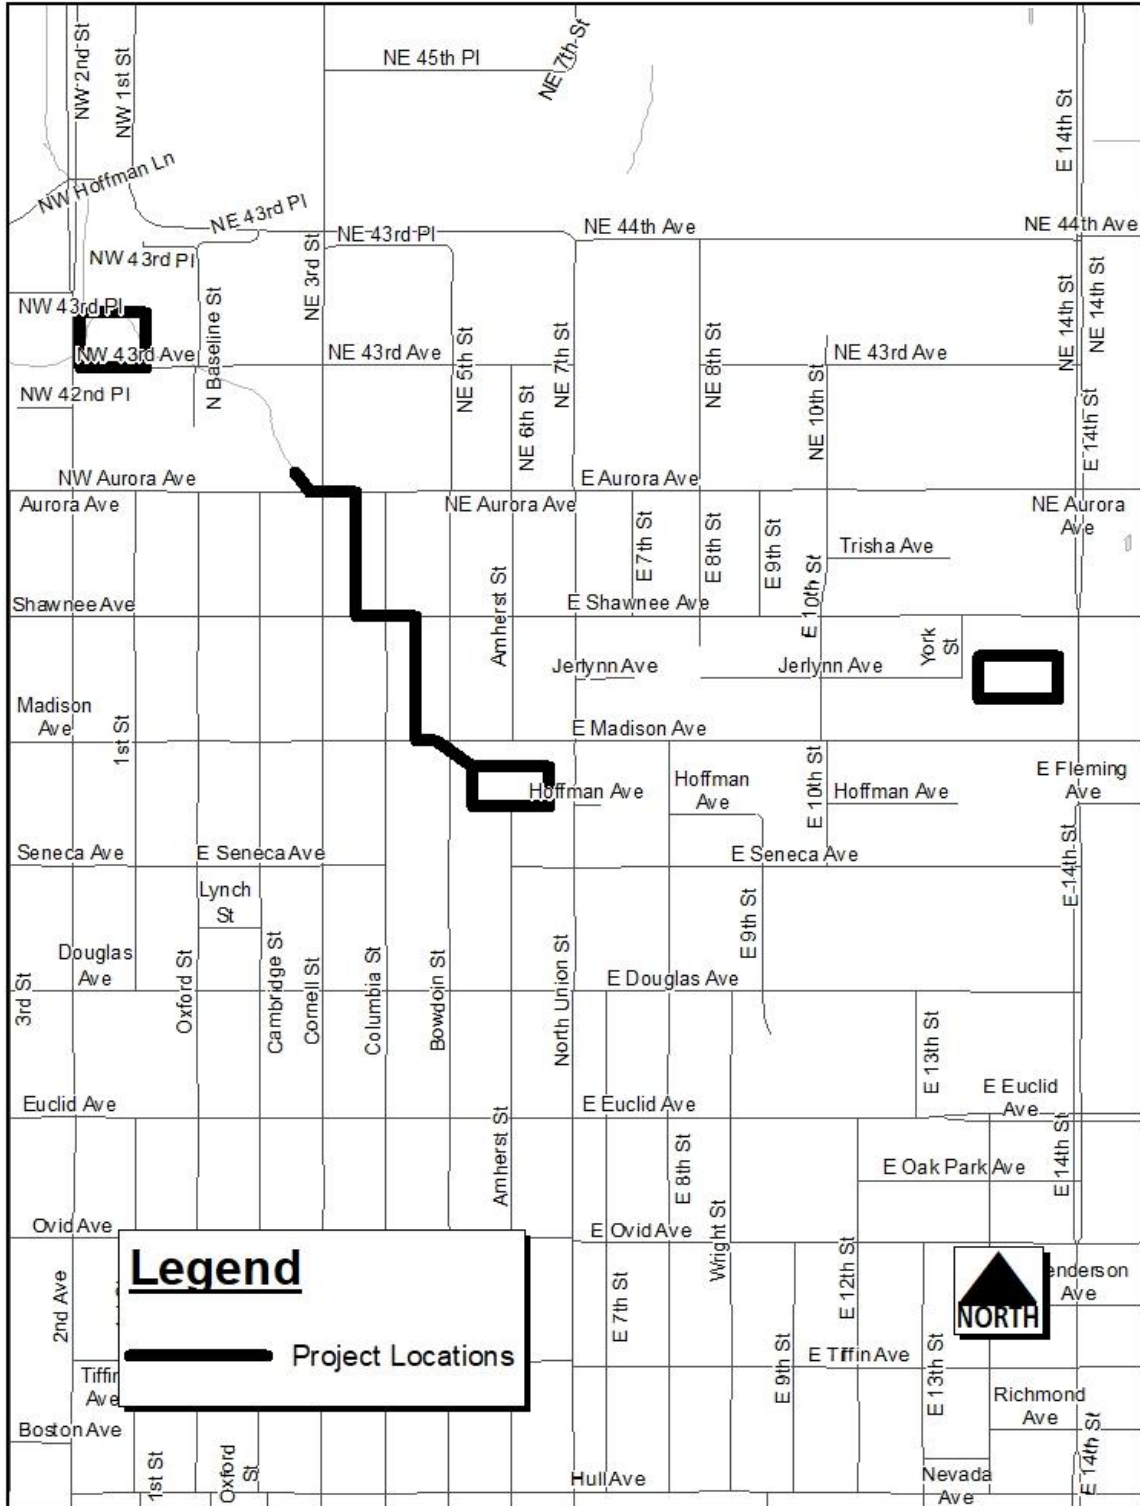 NW 2nd St
NW 1st St
NE 45th Pl
NE 7th St
E 14th St
NW Hoffman Ln
NE 43rd Pl
NE 43rd Pl
NE 44th Ave
NE 44th Ave
NW 43rd Pl
NE 3rd St
NW 43rd Pl
N Baseline St
NE 14th St
NE 14th St
NW 43rd Ave
NE 43rd Ave
NE 5th St
NE 7th St
NE 8th St
NE 43rd Ave
NW 42nd Pl
NE 6th St
NE 10th St
E 14th St
NW Aurora Ave
E Aurora Ave
Aurora Ave
NE Aurora Ave
NE Aurora
Ave
E 7th St
E 8th St
E 9th St
Trisha Ave
Shawnee Ave
Amherst St
E Shawnee Ave
E 10th St
York
St
Jerlynn Ave
Jerlynn Ave
Madison
Ave
1st St
E Madison Ave
Hoffman Ave
Hoffman
Ave
E 10th St
Hoffman Ave
E Fleming
Ave
Seneca Ave
E Seneca Ave
E Seneca Ave
E 14th St
Lynch
St
E 9th St
Douglas
Ave
3rd St
Oxford St
Cambridge St
Cornell St
Columbia St
Bowdoin St
North Union St
E Douglas Ave
E 13th St
Euclid Ave
E Euclid Ave
E Euclid
Ave
Amherst St
E 8th St
E Oak Park Ave
E 14th St
Ovid Ave
E Ovid Ave
Wright St
Legend
Project Locations
2nd Ave
E 7th St
E 12th St
NORTH
enderson
Ave
E 9th St
E Tiffin Ave
E 13th St
Tiffin
Ave
Richmond
Ave
Boston Ave
1st St
Oxford
St
Hull Ave
Nevada
Ave
E 14th St